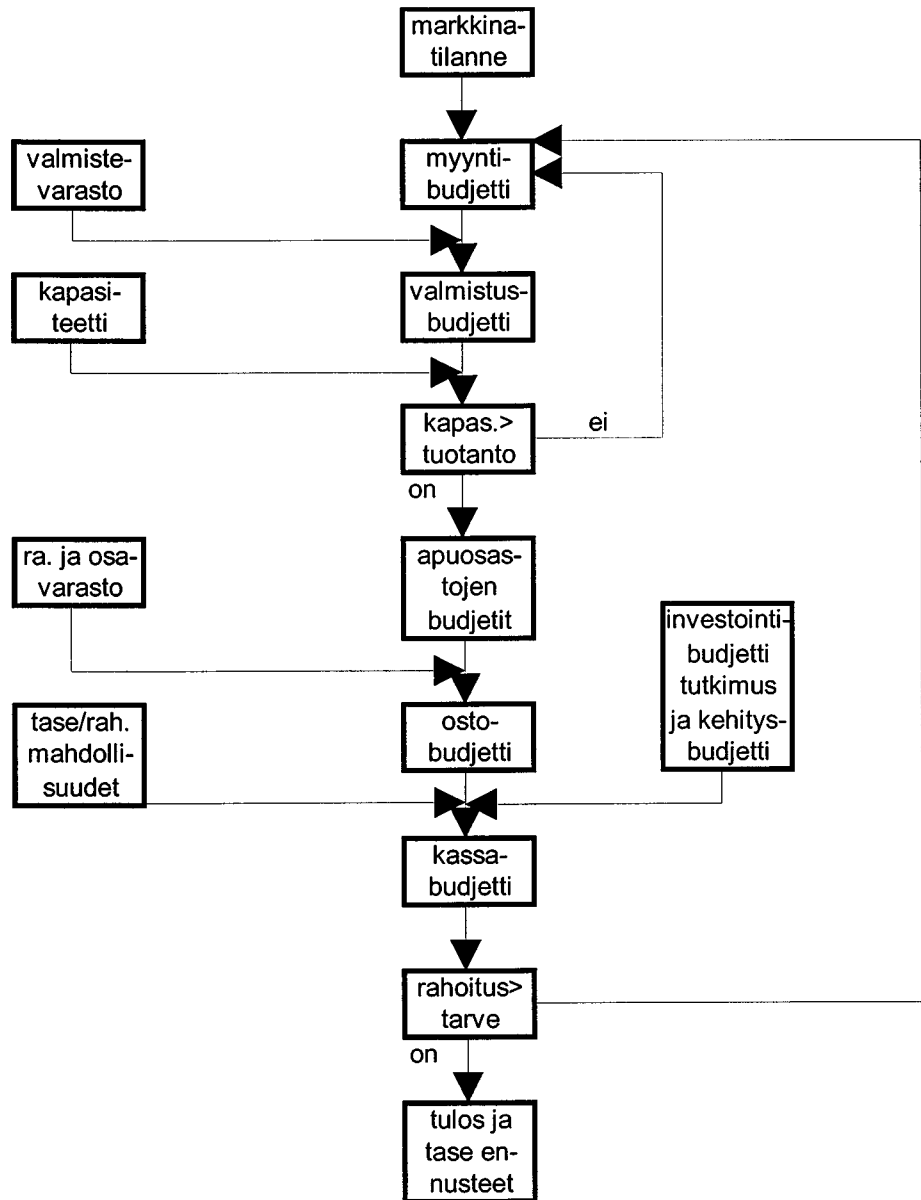 markkina-
tilanne
valmiste-
varasto
myynti-
budjetti
kapasi-
teetti
valmistus-
budjetti
kapas.>
tuotanto
ei
on
ra. ja osa-
varasto
apuosas-
tojen
budjetit
investointi-
budjetti
tutkimus
ja kehitys-
budjetti
tase/rah.
mahdolli-
suudet
osto-
budjetti
kassa-
budjetti
rahoitus>
tarve
on
tulos ja
tase en-
nusteet